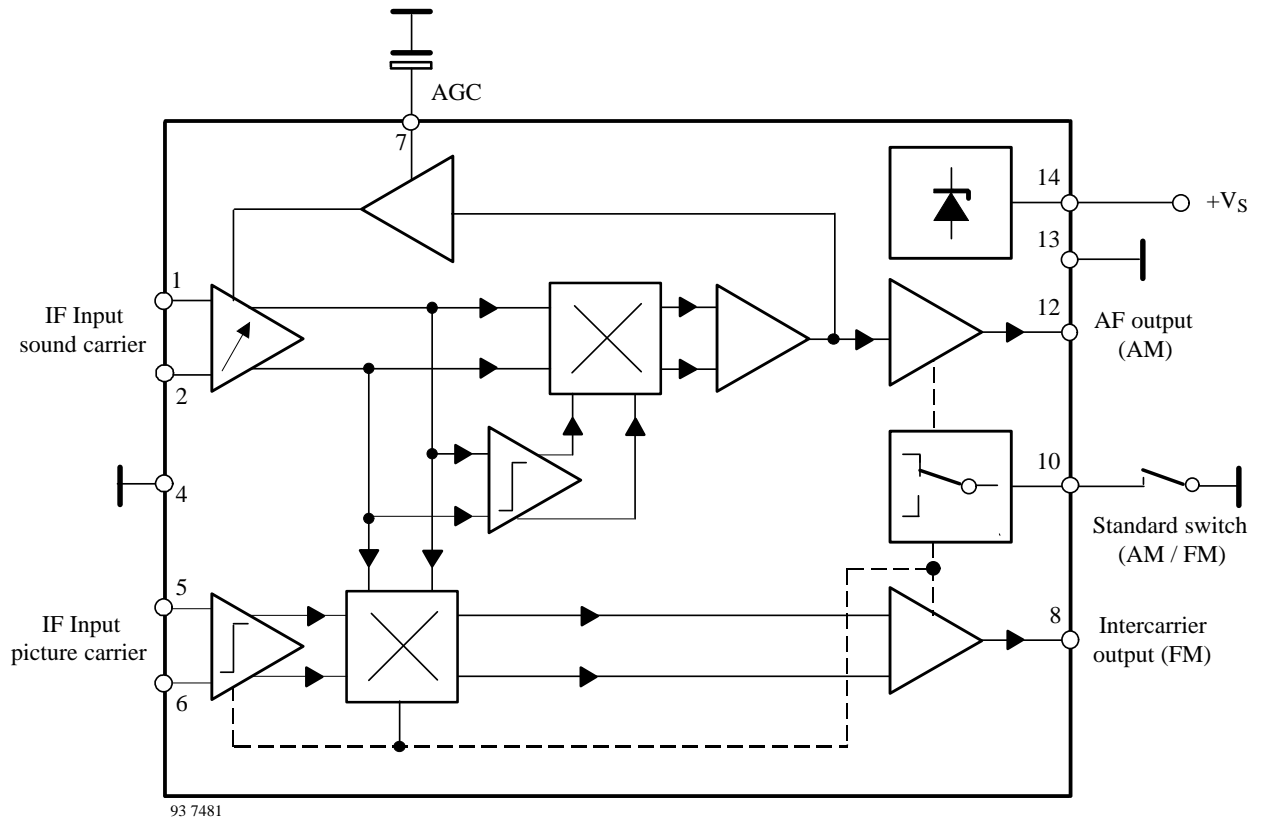 AGC
7
14
+VS
13
1
IF Input
sound carrier
2
12
AF output
(AM)
4
10
Standard switch
(AM / FM)
5
IF Input
picture carrier
6
8
Intercarrier
output (FM)
93 7481